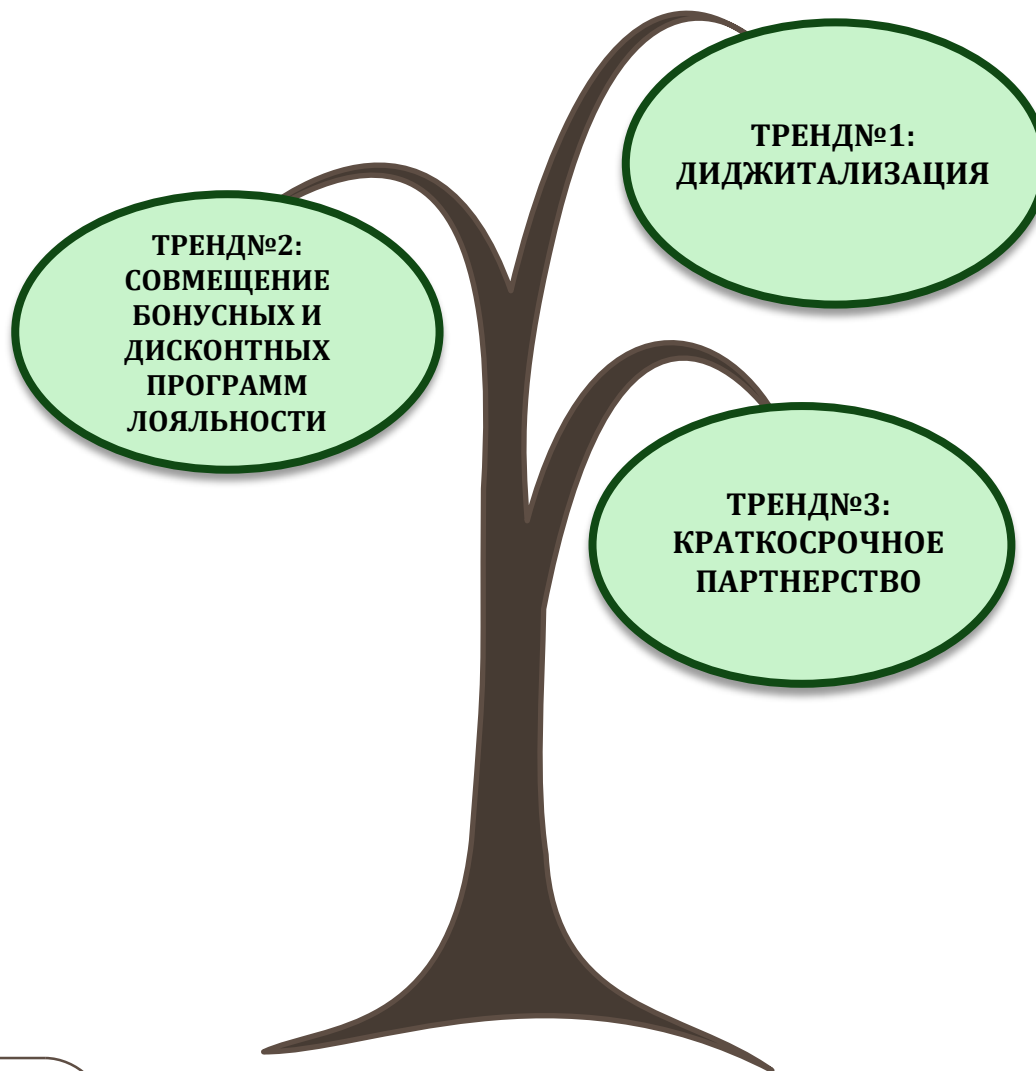 ТРЕНД№1:
ДИДЖИТАЛИЗАЦИЯ
ТРЕНД№2:
СОВМЕЩЕНИЕ
БОНУСНЫХ И
ДИСКОНТНЫХ
ПРОГРАММ
ЛОЯЛЬНОСТИ
ТРЕНД№3:
КРАТКОСРОЧНОЕ
ПАРТНЕРСТВО